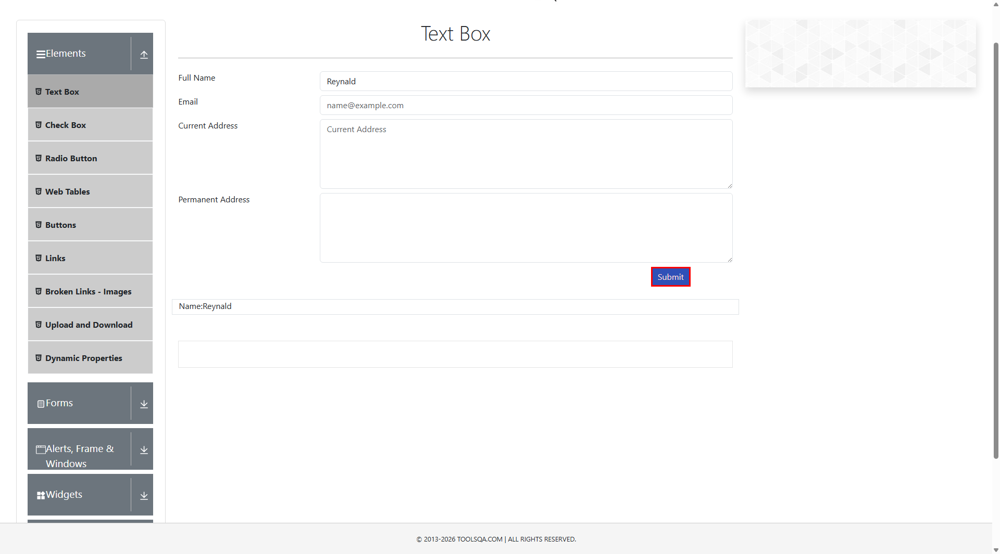 Elements
Text Box
Check Box
Radio Button
Web Tables
Buttons
Links
Broken Links - Images
Upload and Download
Dynamic Properties
Forms
Alerts, Frame &
Windows
Widgets
Text Box
Full Name
Reynald
Email
name@example.com
Current Address
Current Address
Permanent Address
Submit
Name:Reynald
© 2013-2026 TOOLSQA.COM | ALL RIGHTS RESERVED.